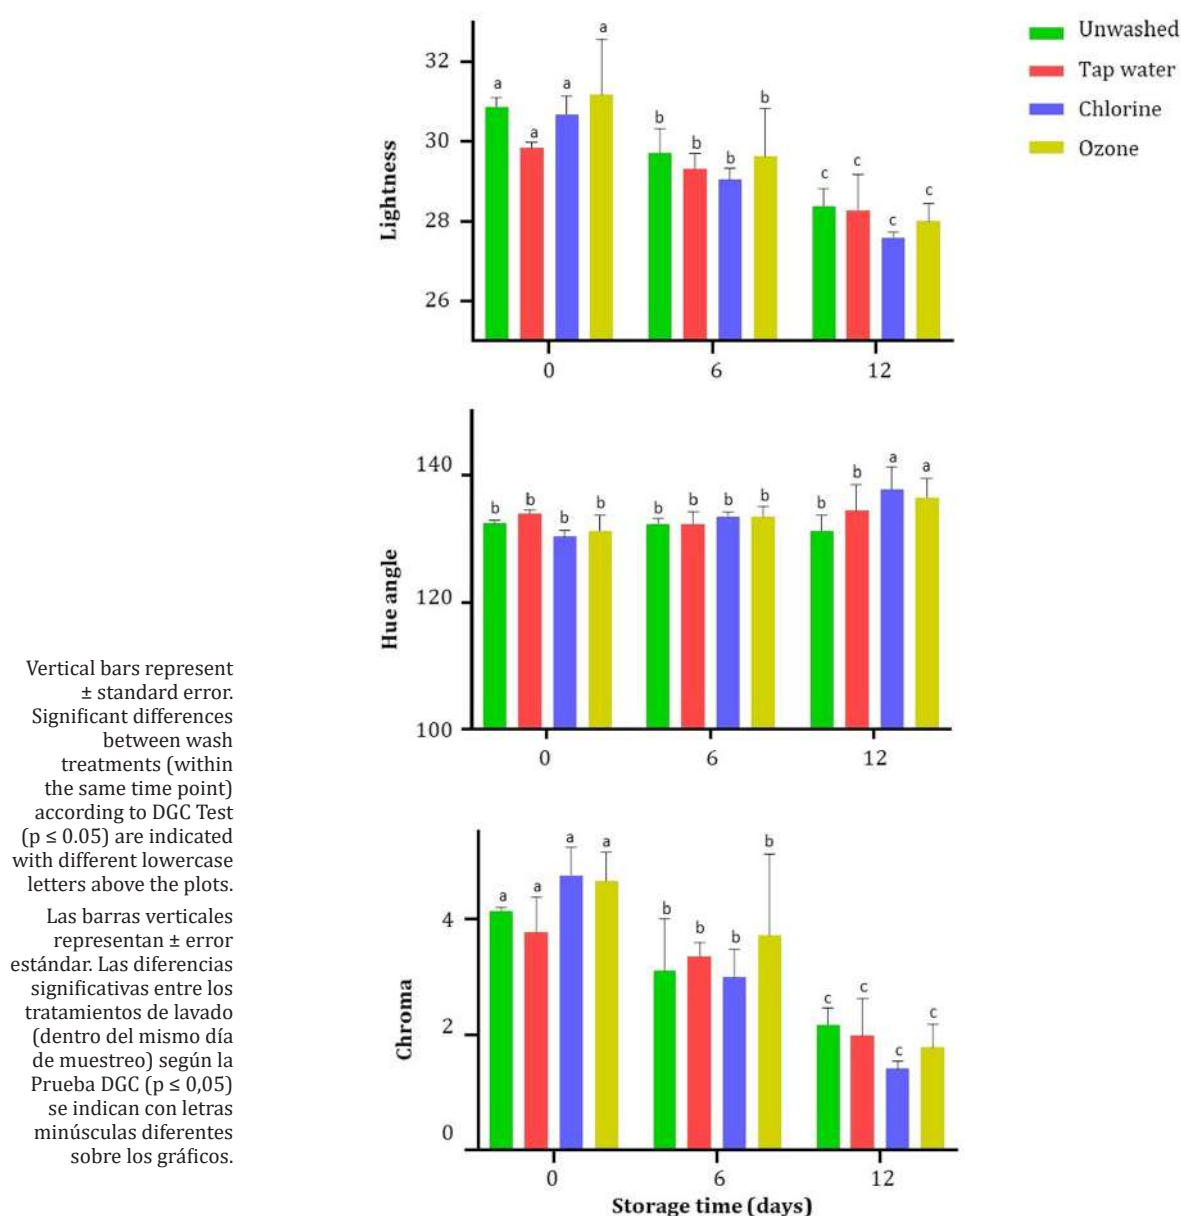 Unwashed
Tap water
Chlorine
Ozone
Lightness
32
30
28
26
a a a a b b b b c c c c
0 6 12
Hue angle
140
120
100
b b b b b b b b b b a a
0 6 12
Chroma
4
2
0
a a a a b b b b c c c c
0 6 12
Storage time (days)
Vertical bars represent
± standard error.
Significant differences
between wash
treatments (within
the same time point)
according to DGC Test
(p ≤ 0.05) are indicated
with different lowercase
letters above the plots.
Las barras verticales
representan ± error
estándar. Las diferencias
significativas entre los
tratamientos de lavado
(dentro del mismo día
de muestreo) según la
Prueba DGC (p ≤ 0,05)
se indican con letras
minúsculas diferentes
sobre los gráficos.